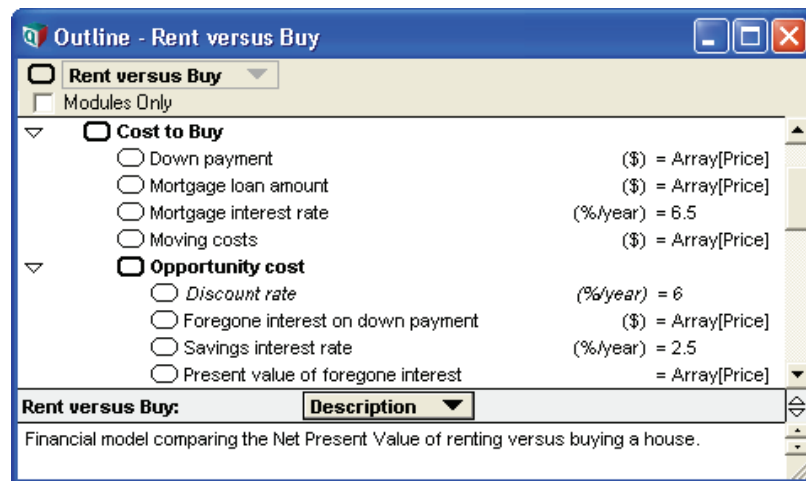 Outline - Rent versus Buy
Rent versus Buy
Modules Only
Cost to Buy
Down payment ($) = Array[Price]
Mortgage loan amount ($) = Array[Price]
Mortgage interest rate (%/year) = 6.5
Moving costs ($) = Array[Price]
Opportunity cost
Discount rate (%/year) = 6
Foregone interest on down payment ($) = Array[Price]
Savings interest rate (%/year) = 2.5
Present value of foregone interest = Array[Price]
Rent versus Buy: Description
Financial model comparing the Net Present Value of renting versus buying a house.